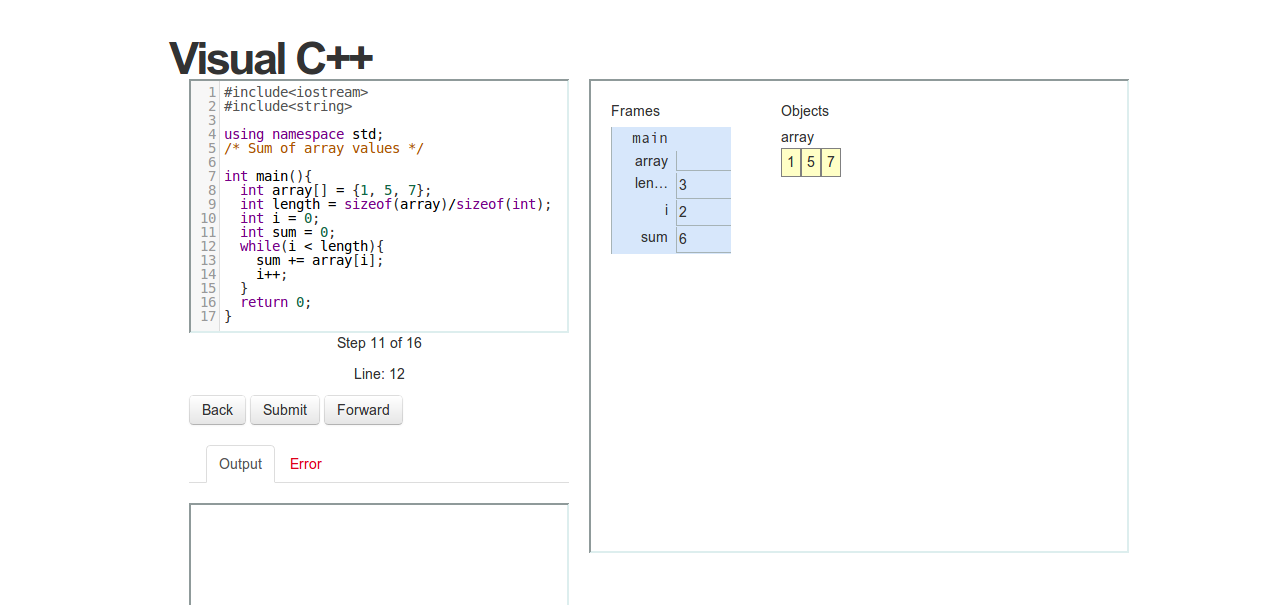 Visual C++
1 #include<iostream>
2 #include<string>
3
4 using namespace std;
5 /* Sum of array values */
6
7 int main(){
8   int array[] = {1, 5, 7};
9   int length = sizeof(array)/sizeof(int);
10   int i = 0;
11   int sum = 0;
12   while(i < length){
13     sum += array[i];
14     i++;
15   }
16   return 0;
17 }
Step 11 of 16
Line: 12
Back Submit Forward
Output Error
Frames
main
array
len... 3
i 2
sum 6
Objects
array
1 5 7